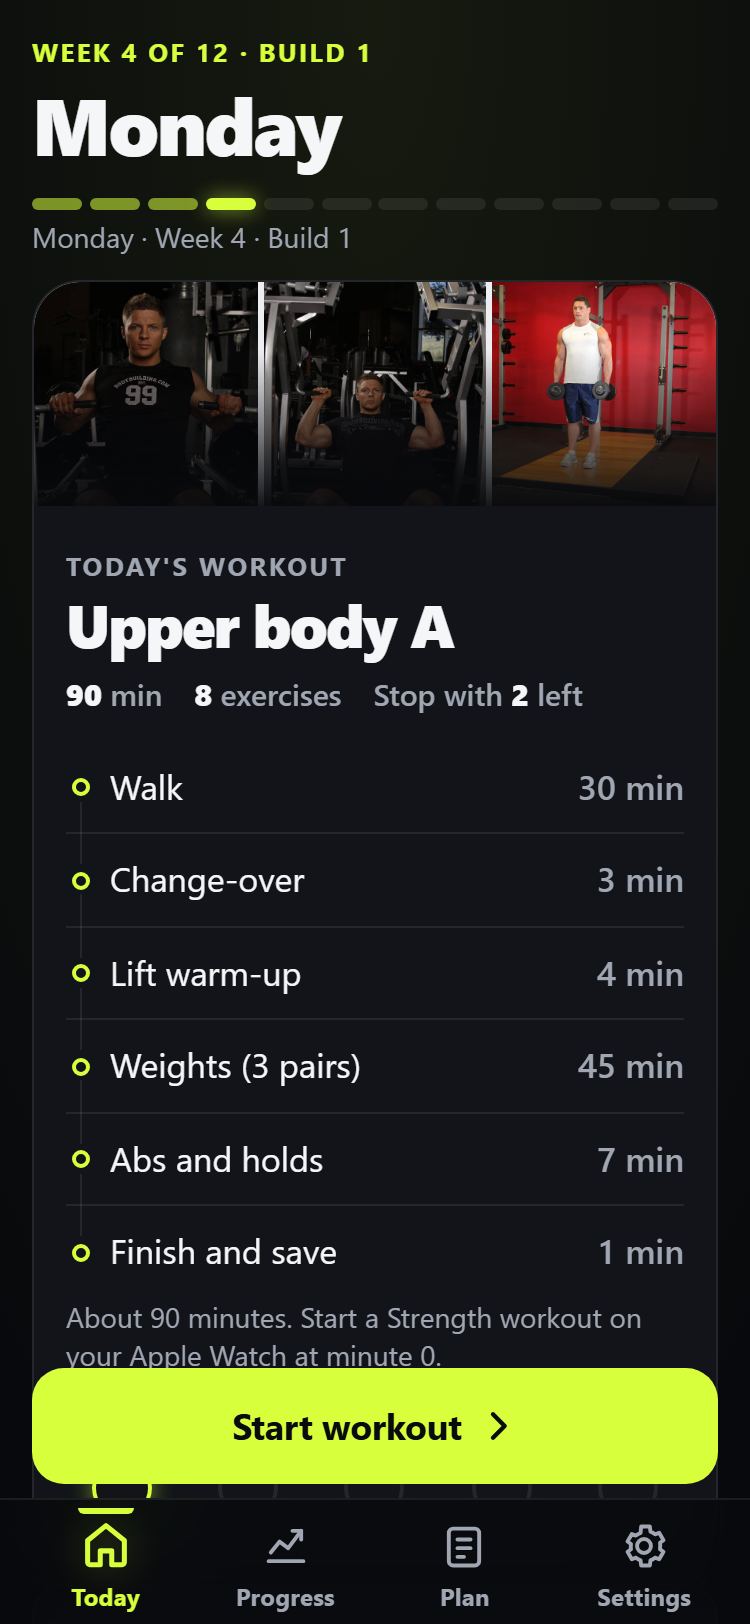 WEEK 4 OF 12 · BUILD 1
Monday
Monday · Week 4 · Build 1
BODYBUILDING.COM
99
TODAY'S WORKOUT
Upper body A
90 min 8 exercises Stop with 2 left
Walk 30 min
Change-over 3 min
Lift warm-up 4 min
Weights (3 pairs) 45 min
Abs and holds 7 min
Finish and save 1 min
About 90 minutes. Start a Strength workout on
your Apple Watch at minute 0.
Start workout
Today Progress Plan Settings